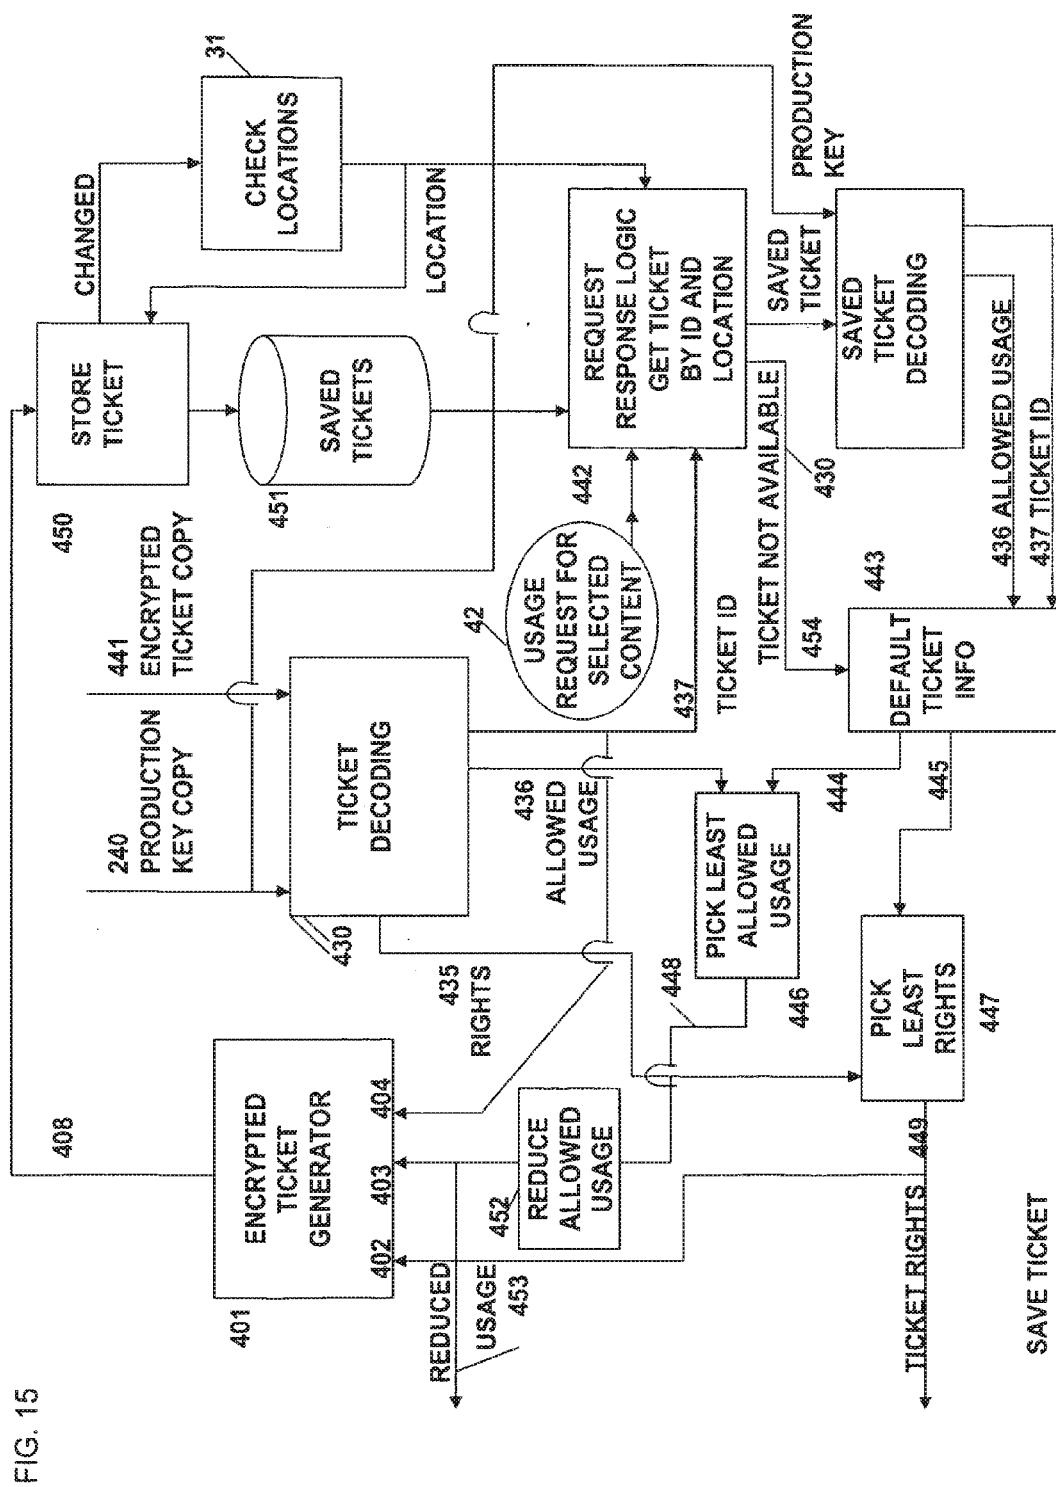 FIG. 15
408
401
ENCRYPTED
TICKET
GENERATOR
402
403
404
240
PRODUCTION
KEY COPY
441
ENCRYPTED
TICKET COPY
450
STORE
TICKET
CHANGED
31
CHECK
LOCATIONS
LOCATION
451
SAVED
TICKETS
430
TICKET
DECODING
435
RIGHTS
436
ALLOWED
USAGE
42
USAGE
REQUEST FOR
SELECTED
CONTENT
442
REQUEST
RESPONSE LOGIC
GET TICKET
BY ID AND
LOCATION
437
TICKET ID
REDUCED
USAGE
453
452
REDUCE
ALLOWED
USAGE
448
PICK LEAST
ALLOWED
USAGE
446
TICKET NOT AVAILABLE
454
430
SAVED
TICKET
PRODUCTION
KEY
SAVED
TICKET
DECODING
444
445
443
DEFAULT
TICKET
INFO
436 ALLOWED USAGE
437 TICKET ID
TICKET RIGHTS
449
PICK
LEAST
RIGHTS
447
SAVE TICKET